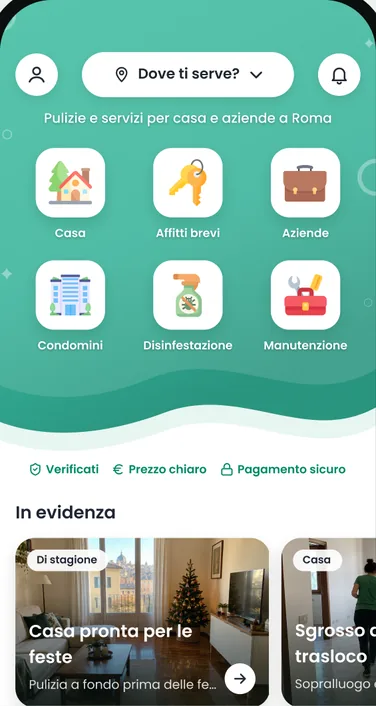 Dove ti serve?
Pulizie e servizi per casa e aziende a Roma
Casa
Affitti brevi
Aziende
Condomini
Disinfestazione
Manutenzione
Verificati
Prezzo chiaro
Pagamento sicuro
In evidenza
Di stagione
Casa pronta per le
feste
Pulizia a fondo prima delle fe...
Casa
Sgrosso
trasloco
Sopralluogo